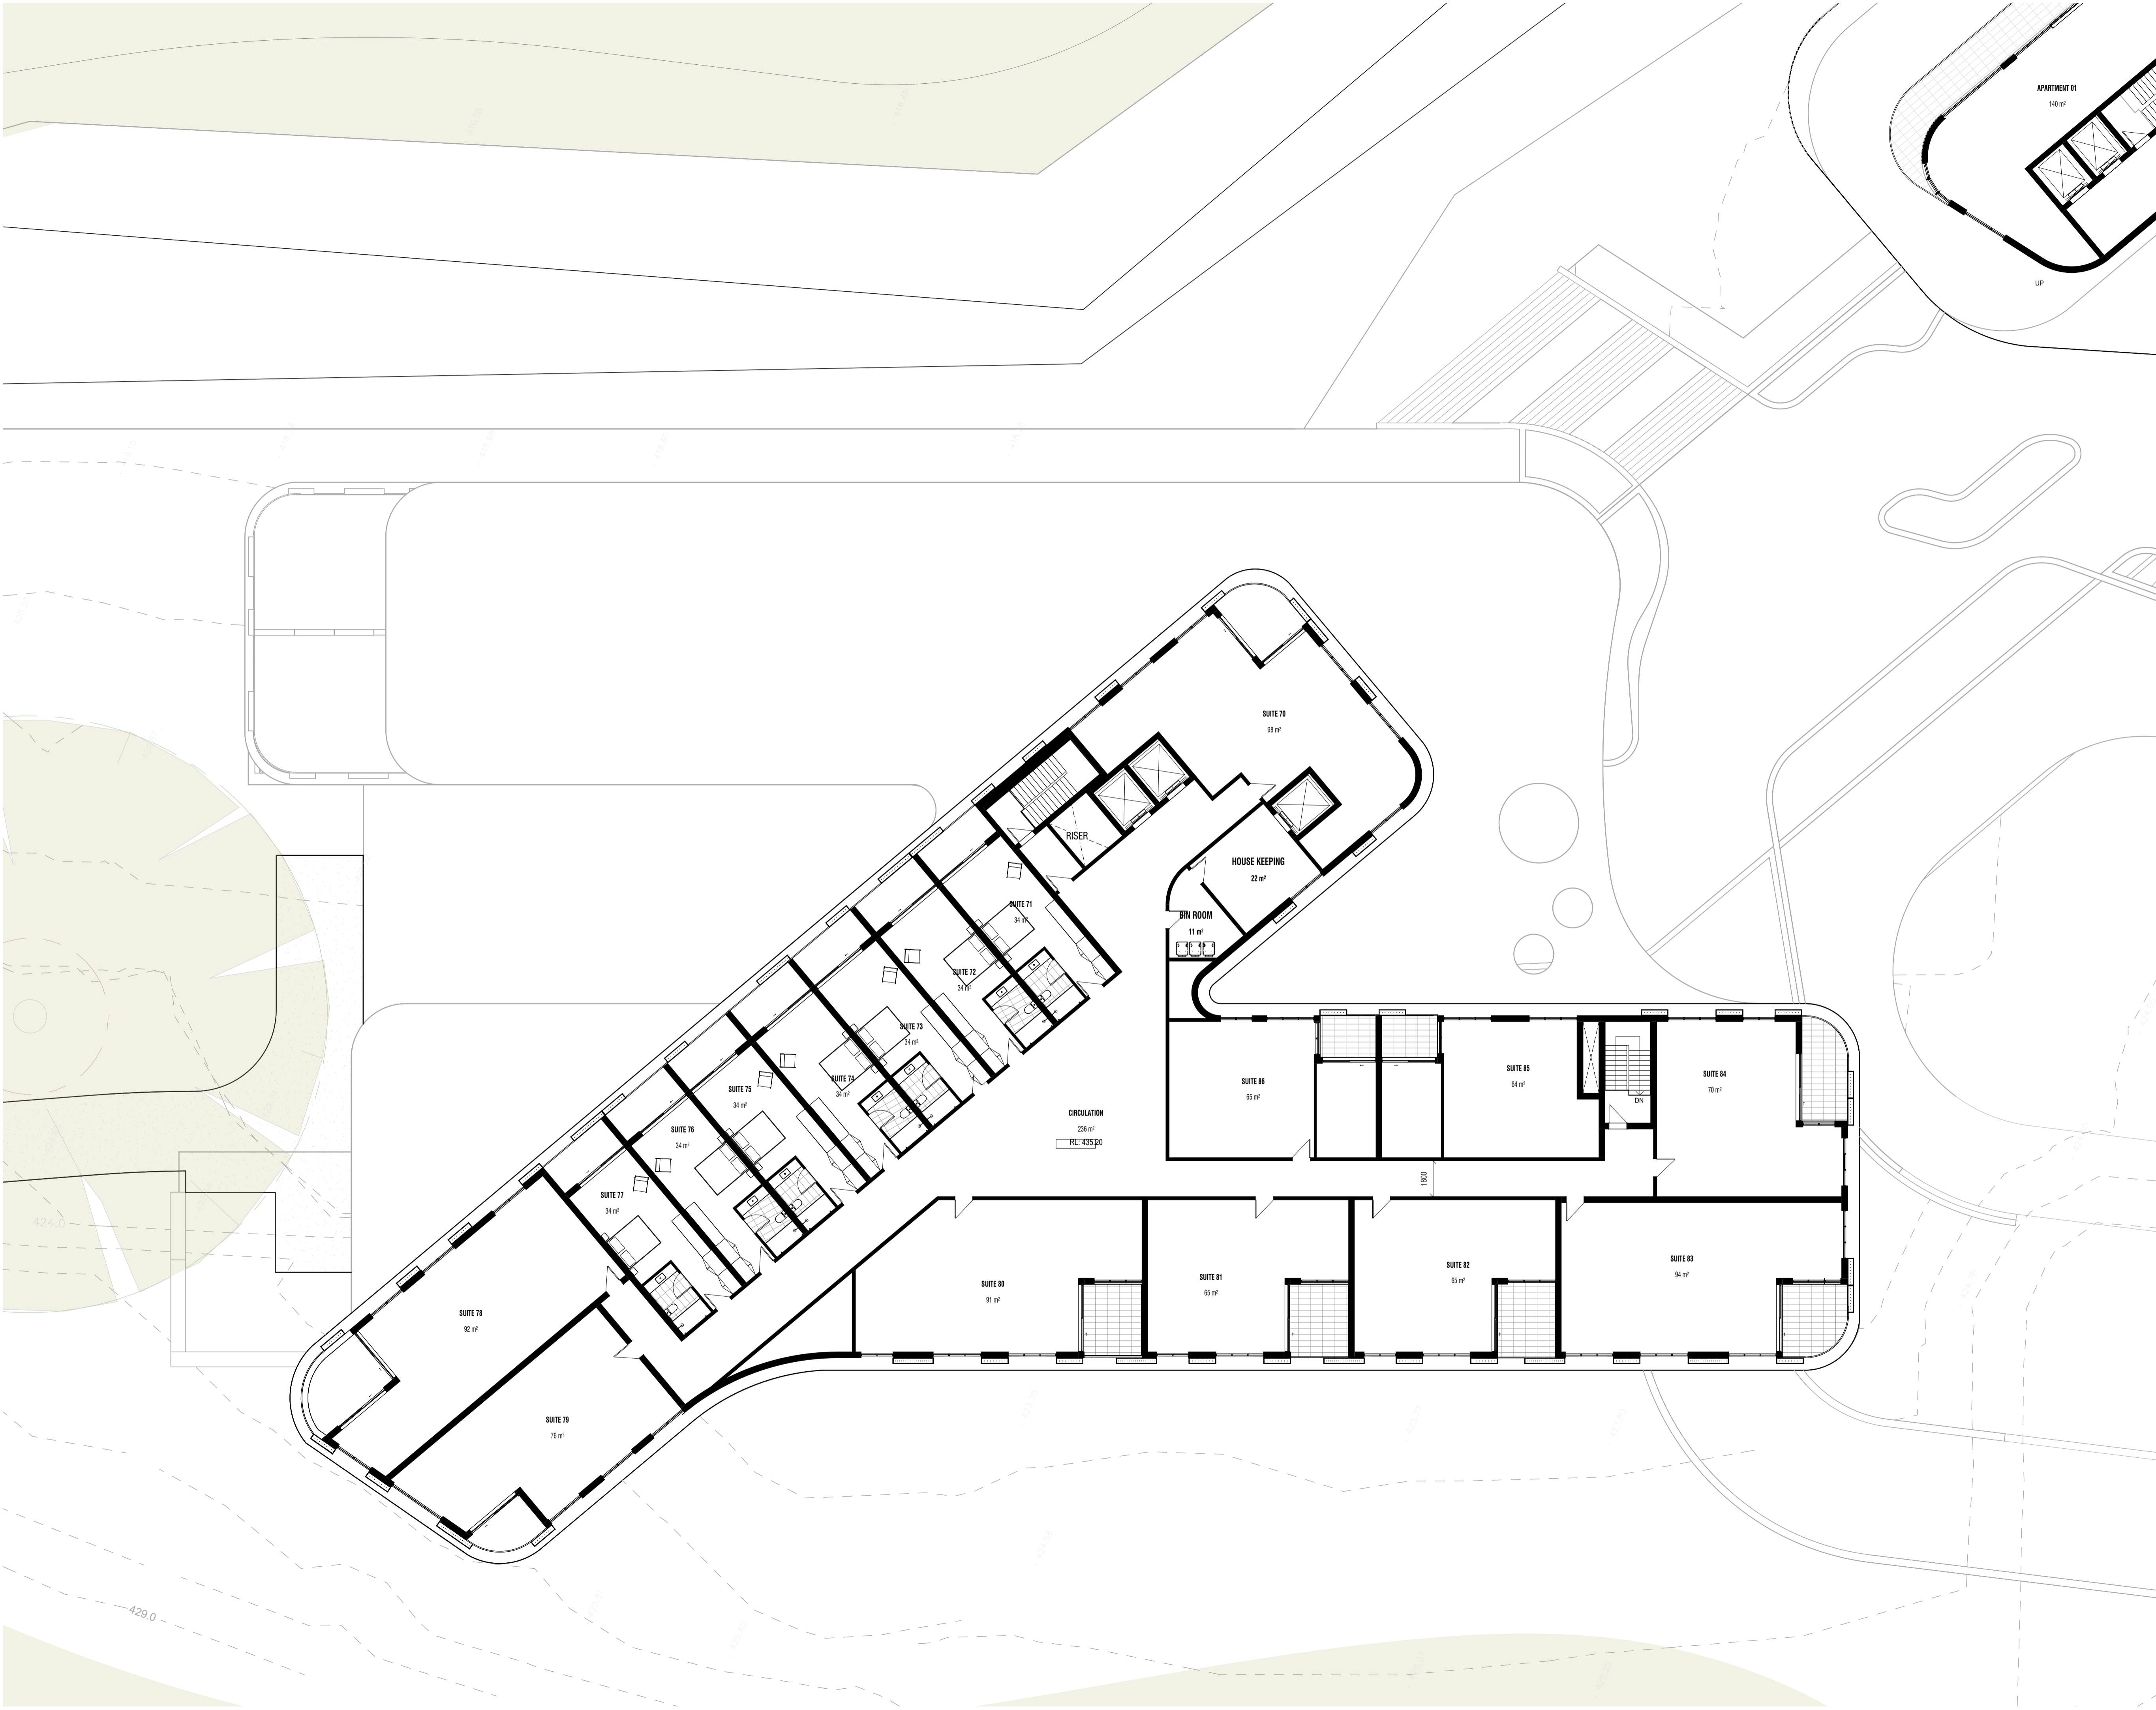 APARTMENT 01
140 m²
UP
SUITE 70
98 m²
RISER
HOUSE KEEPING
22 m²
BIN ROOM
11 m²
SUITE 71
34 m²
SUITE 72
34 m²
SUITE 73
34 m²
SUITE 74
34 m²
SUITE 75
34 m²
SUITE 76
34 m²
SUITE 77
34 m²
SUITE 78
92 m²
SUITE 79
76 m²
CIRCULATION
236 m²
RL: 435.20
SUITE 86
65 m²
SUITE 85
64 m²
DN
SUITE 84
70 m²
1800
SUITE 80
91 m²
SUITE 81
65 m²
SUITE 82
65 m²
SUITE 83
94 m²
424.0
429.0